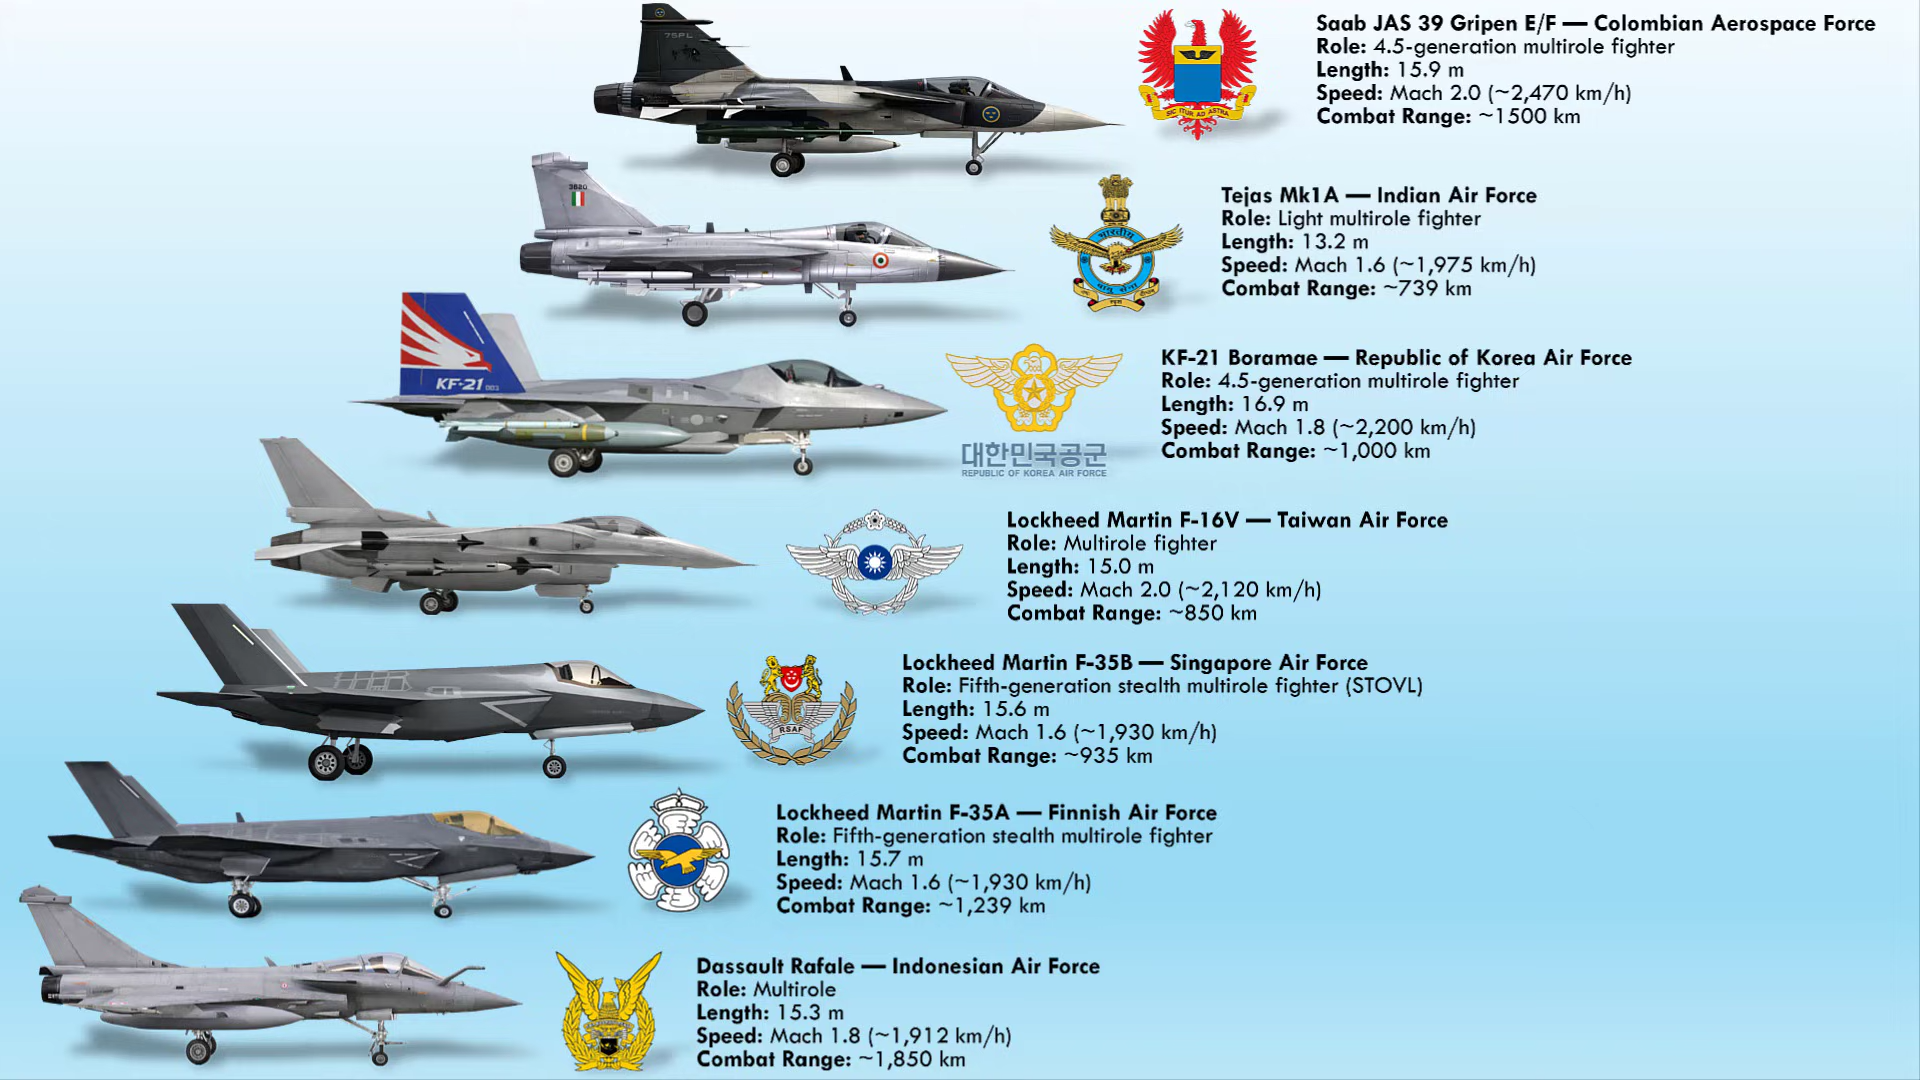 Saab JAS 39 Gripen E/F — Colombian Aerospace Force
Role: 4.5-generation multirole fighter
Length: 15.9 m
Speed: Mach 2.0 (~2,470 km/h)
Combat Range: ~1500 km
75PL
SIC ITUR AD ASTRA
Tejas Mk1A — Indian Air Force
Role: Light multirole fighter
Length: 13.2 m
Speed: Mach 1.6 (~1,975 km/h)
Combat Range: ~739 km
KF-21 Boramae — Republic of Korea Air Force
Role: 4.5-generation multirole fighter
Length: 16.9 m
Speed: Mach 1.8 (~2,200 km/h)
Combat Range: ~1,000 km
KF-21
대한민국공군
REPUBLIC OF KOREA AIR FORCE
Lockheed Martin F-16V — Taiwan Air Force
Role: Multirole fighter
Length: 15.0 m
Speed: Mach 2.0 (~2,120 km/h)
Combat Range: ~850 km
Lockheed Martin F-35B — Singapore Air Force
Role: Fifth-generation stealth multirole fighter (STOVL)
Length: 15.6 m
Speed: Mach 1.6 (~1,930 km/h)
Combat Range: ~935 km
RSAF
Lockheed Martin F-35A — Finnish Air Force
Role: Fifth-generation stealth multirole fighter
Length: 15.7 m
Speed: Mach 1.6 (~1,930 km/h)
Combat Range: ~1,239 km
Dassault Rafale — Indonesian Air Force
Role: Multirole
Length: 15.3 m
Speed: Mach 1.8 (~1,912 km/h)
Combat Range: ~1,850 km